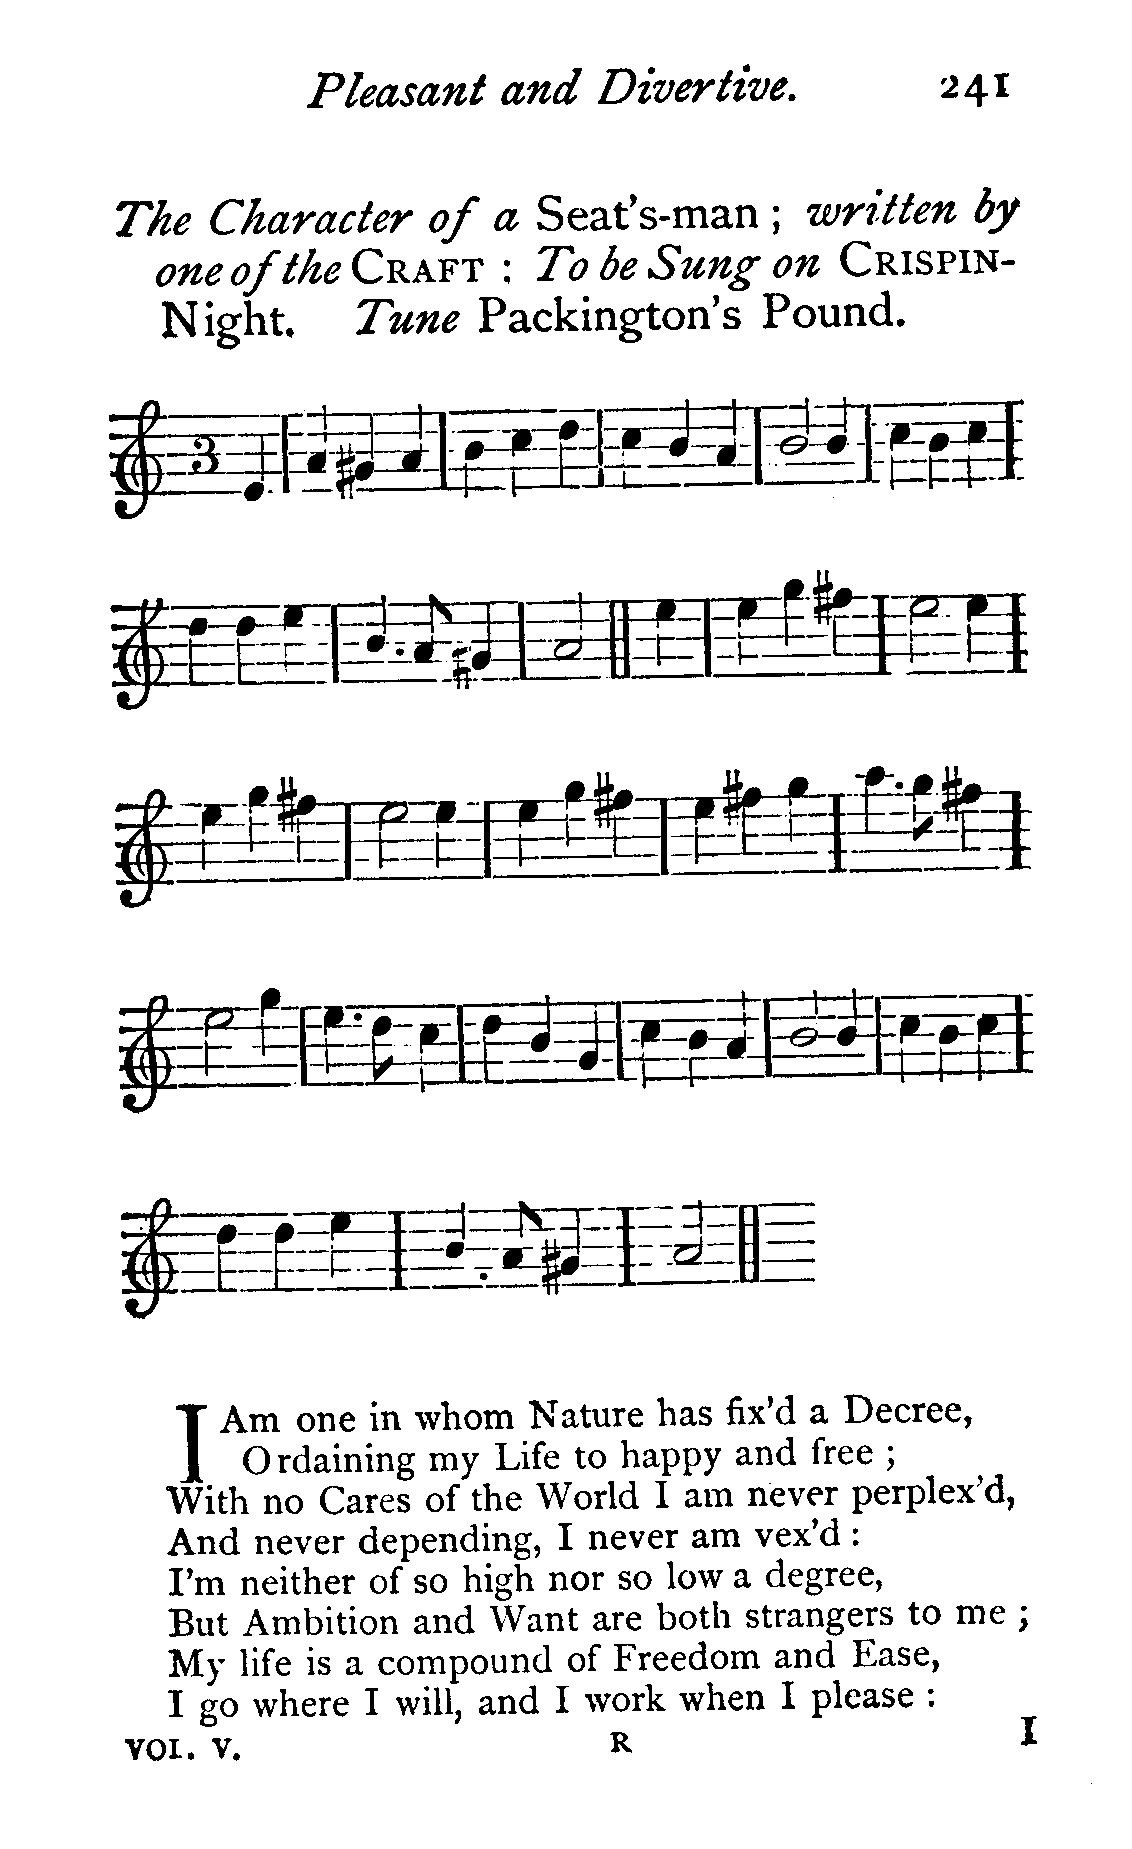 Pleasant and Divertive. 241
The Character of a Seat's-man ; written by
one of the CRAFT : To be Sung on CRISPIN-
Night. Tune Packington's Pound.
3
I Am one in whom Nature has fix'd a Decree,
Ordaining my Life to happy and free ;
With no Cares of the World I am never perplex'd,
And never depending, I never am vex'd :
I'm neither of so high nor so low a degree,
But Ambition and Want are both strangers to me ;
My life is a compound of Freedom and Ease,
I go where I will, and I work when I please :
VOL. V. R I